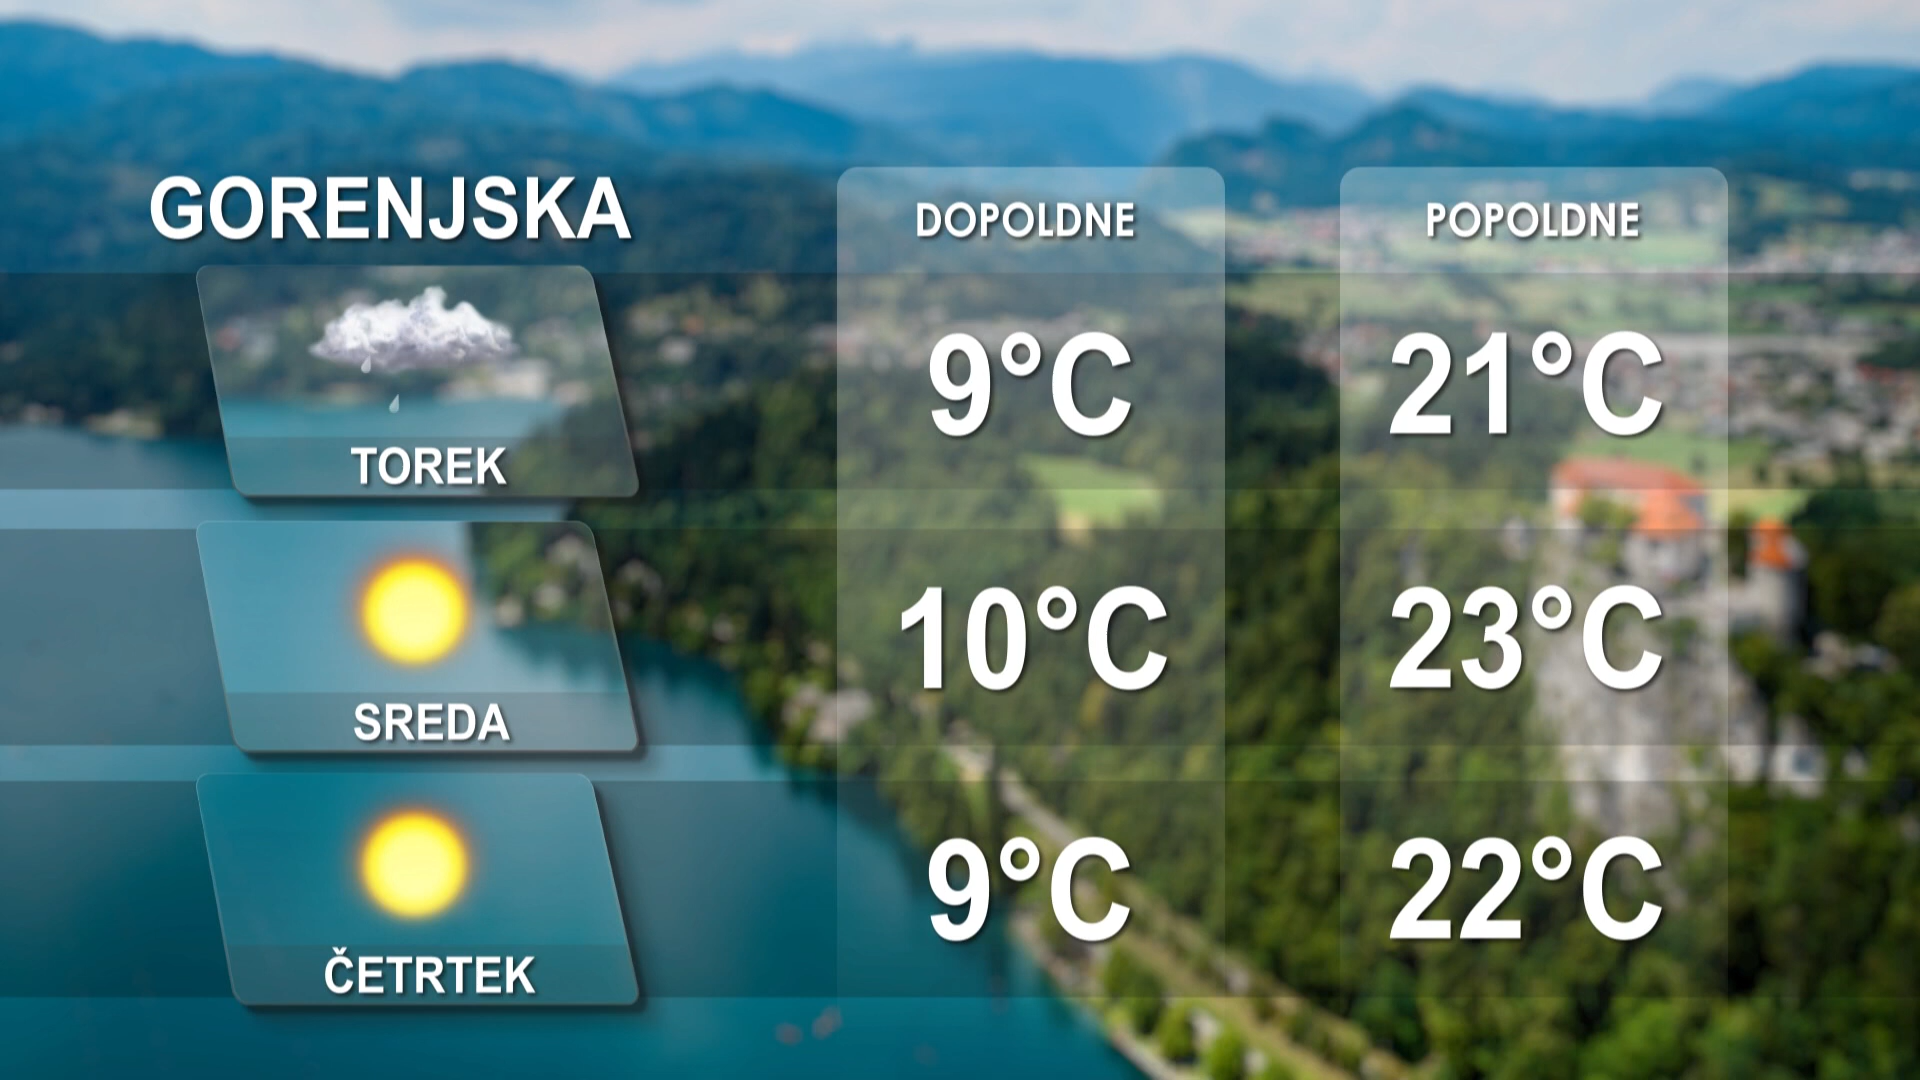 GORENJSKA
DOPOLDNE
POPOLDNE
TOREK
9°C
21°C
SREDA
10°C
23°C
ČETRTEK
9°C
22°C